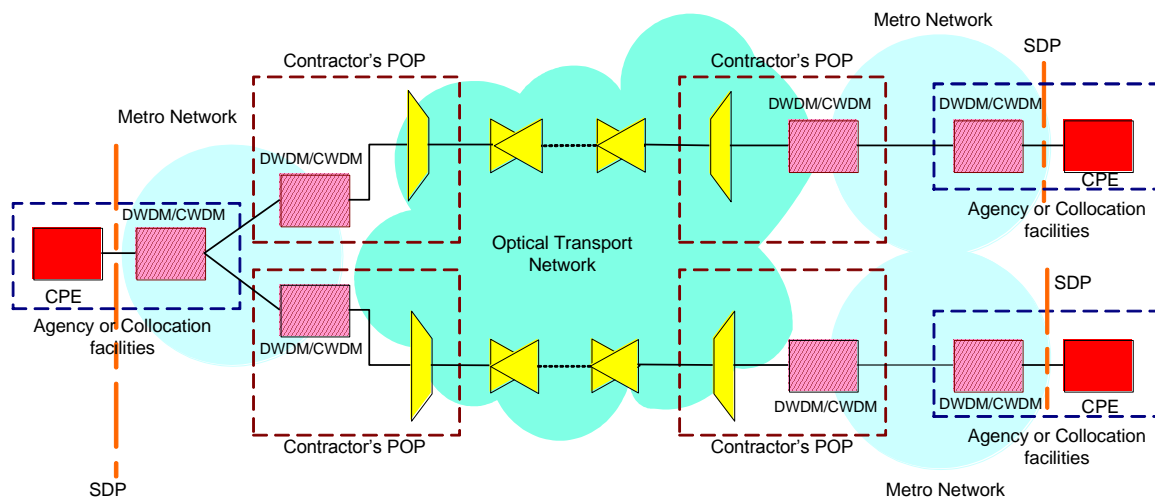 Metro Network
SDP
Contractor's POP
Contractor's POP
DWDM/CWDM
DWDM/CWDM
Metro Network
DWDM/CWDM
CPE
DWDM/CWDM
Agency or Collocation
facilities
Optical Transport
Network
SDP
CPE
Agency or Collocation
facilities
DWDM/CWDM
DWDM/CWDM
DWDM/CWDM
CPE
Contractor's POP
Contractor's POP
Agency or Collocation
facilities
SDP
Metro Network